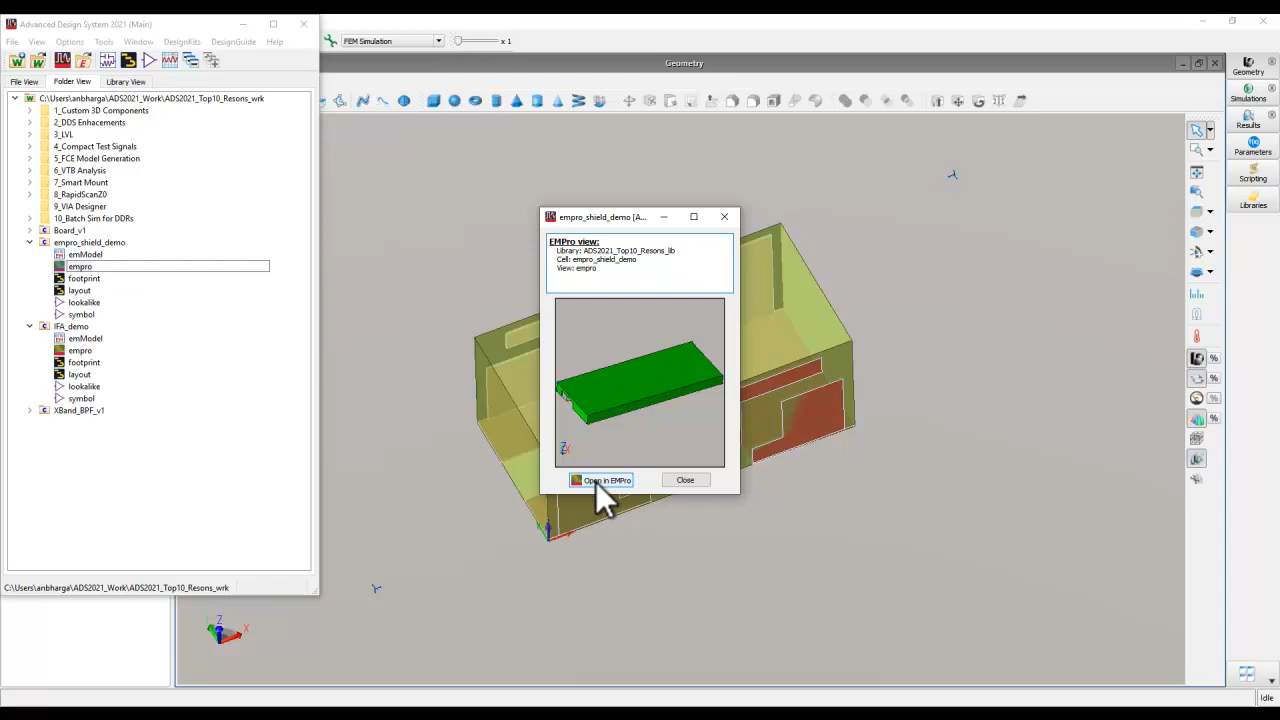 Advanced Design System 2021 (Main)
File View Options Tools Window DesignKits DesignGuide Help
File View Folder View Library View
C:\Users\anbharga\ADS2021_Work\ADS2021_Top10_Resons_wrk
1_Custom 3D Components
2_DDS Enhacements
3_LVL
4_Compact Test Signals
5_FCE Model Generation
6_VTB Analysis
7_Smart Mount
8_RapidScanZ0
9_VIA Designer
10_Batch Sim for DDRs
Board_v1
empro_shield_demo
emModel
empro
footprint
layout
lookalike
symbol
IFA_demo
emModel
empro
footprint
layout
lookalike
symbol
XBand_BPF_v1
C:\Users\anbharga\ADS2021_Work\ADS2021_Top10_Resons_wrk
FEM Simulation
x 1
Geometry
empro_shield_demo [A...
EMPro view:
Library: ADS2021_Top10_Resons_lib
Cell: empro_shield_demo
View: empro
Z
X
Open in EMPro
Close
Z
X
Geometry
Simulations
Results
f(x)
Parameters
Scripting
Libraries
%
%
%
%
Idle